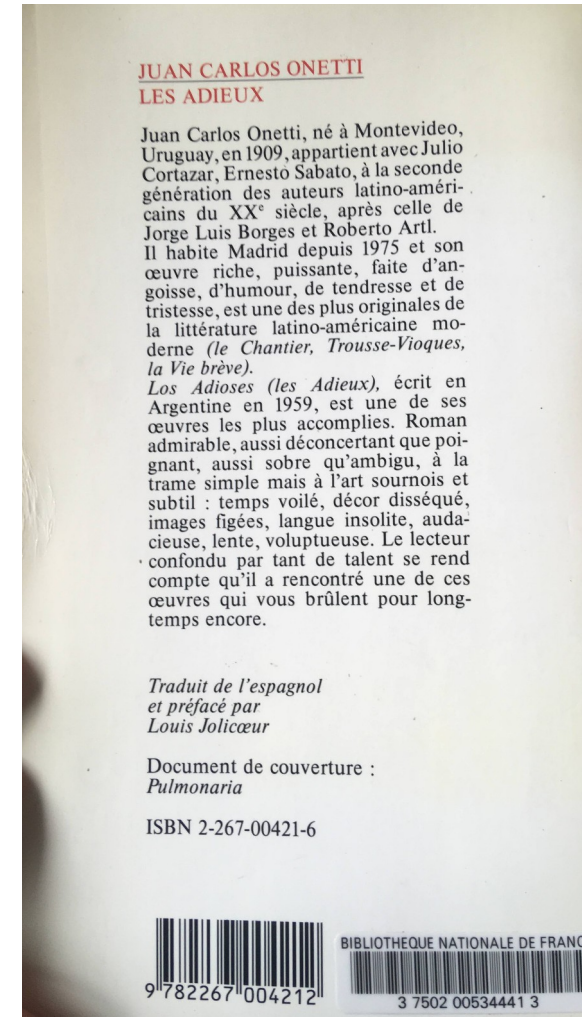 JUAN CARLOS ONETTI
LES ADIEUX
Juan Carlos Onetti, né à Montevideo,
Uruguay, en 1909, appartient avec Julio
Cortazar, Ernesto Sabato, à la seconde
génération des auteurs latino-améri-
cains du XXe siècle, après celle de
Jorge Luis Borges et Roberto Artl.
Il habite Madrid depuis 1975 et son
œuvre riche, puissante, faite d'an-
goisse, d'humour, de tendresse et de
tristesse, est une des plus originales de
la littérature latino-américaine mo-
derne (le Chantier, Trousse-Vioques,
la Vie brève).
Los Adioses (les Adieux), écrit en
Argentine en 1959, est une de ses
œuvres les plus accomplies. Roman
admirable, aussi déconcertant que poi-
gnant, aussi sobre qu'ambigu, à la
trame simple mais à l'art sournois et
subtil : temps voilé, décor disséqué,
images figées, langue insolite, auda-
cieuse, lente, voluptueuse. Le lecteur
confondu par tant de talent se rend
compte qu'il a rencontré une de ces
œuvres qui vous brûlent pour long-
temps encore.
Traduit de l'espagnol
et préfacé par
Louis Jolicœur
Document de couverture :
Pulmonaria
ISBN 2-267-00421-6
9 782267 004212
BIBLIOTHEQUE NATIONALE DE FRANC
3 7502 00534441 3